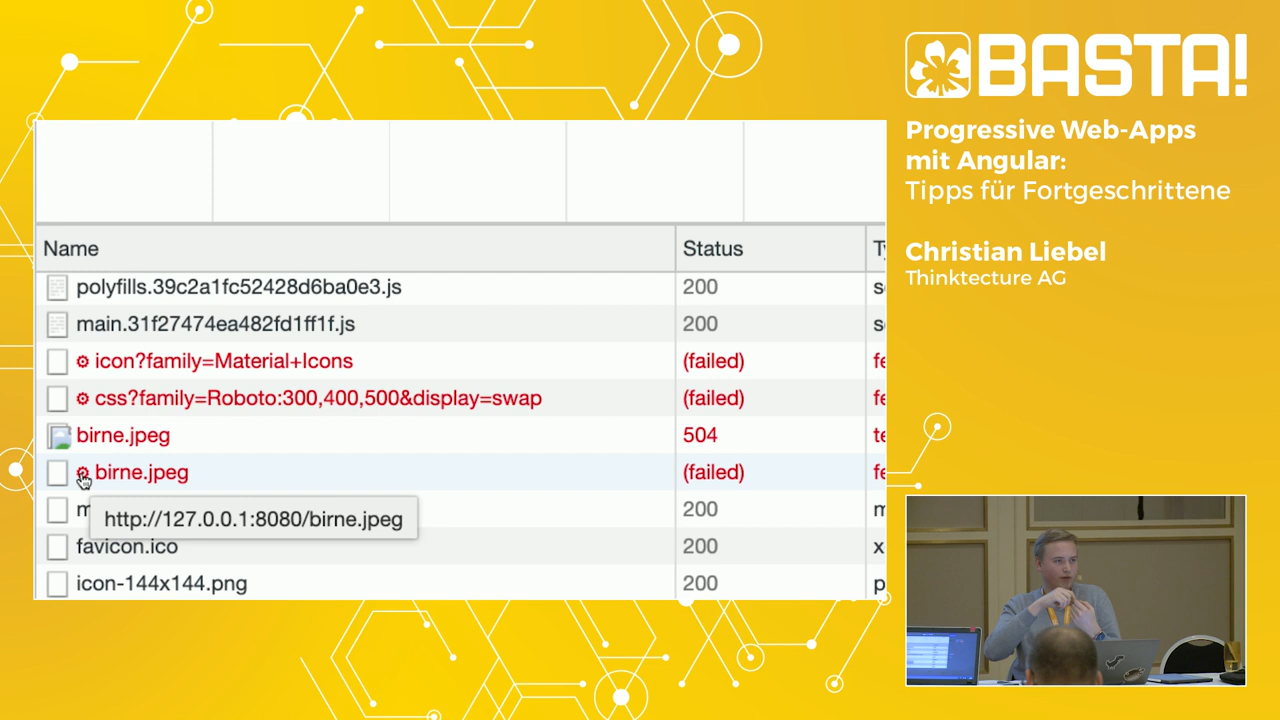 BASTA!
Progressive Web-Apps
mit Angular:
Tipps für Fortgeschrittene
Christian Liebel
Thinktecture AG
Name Status
polyfills.39c2a1fc52428d6ba0e3.js 200
main.31f27474ea482fd1ff1f.js 200
icon?family=Material+Icons (failed)
css?family=Roboto:300,400,500&display=swap (failed)
birne.jpeg 504
birne.jpeg (failed)
200
http://127.0.0.1:8080/birne.jpeg
favicon.ico 200
icon-144x144.png 200